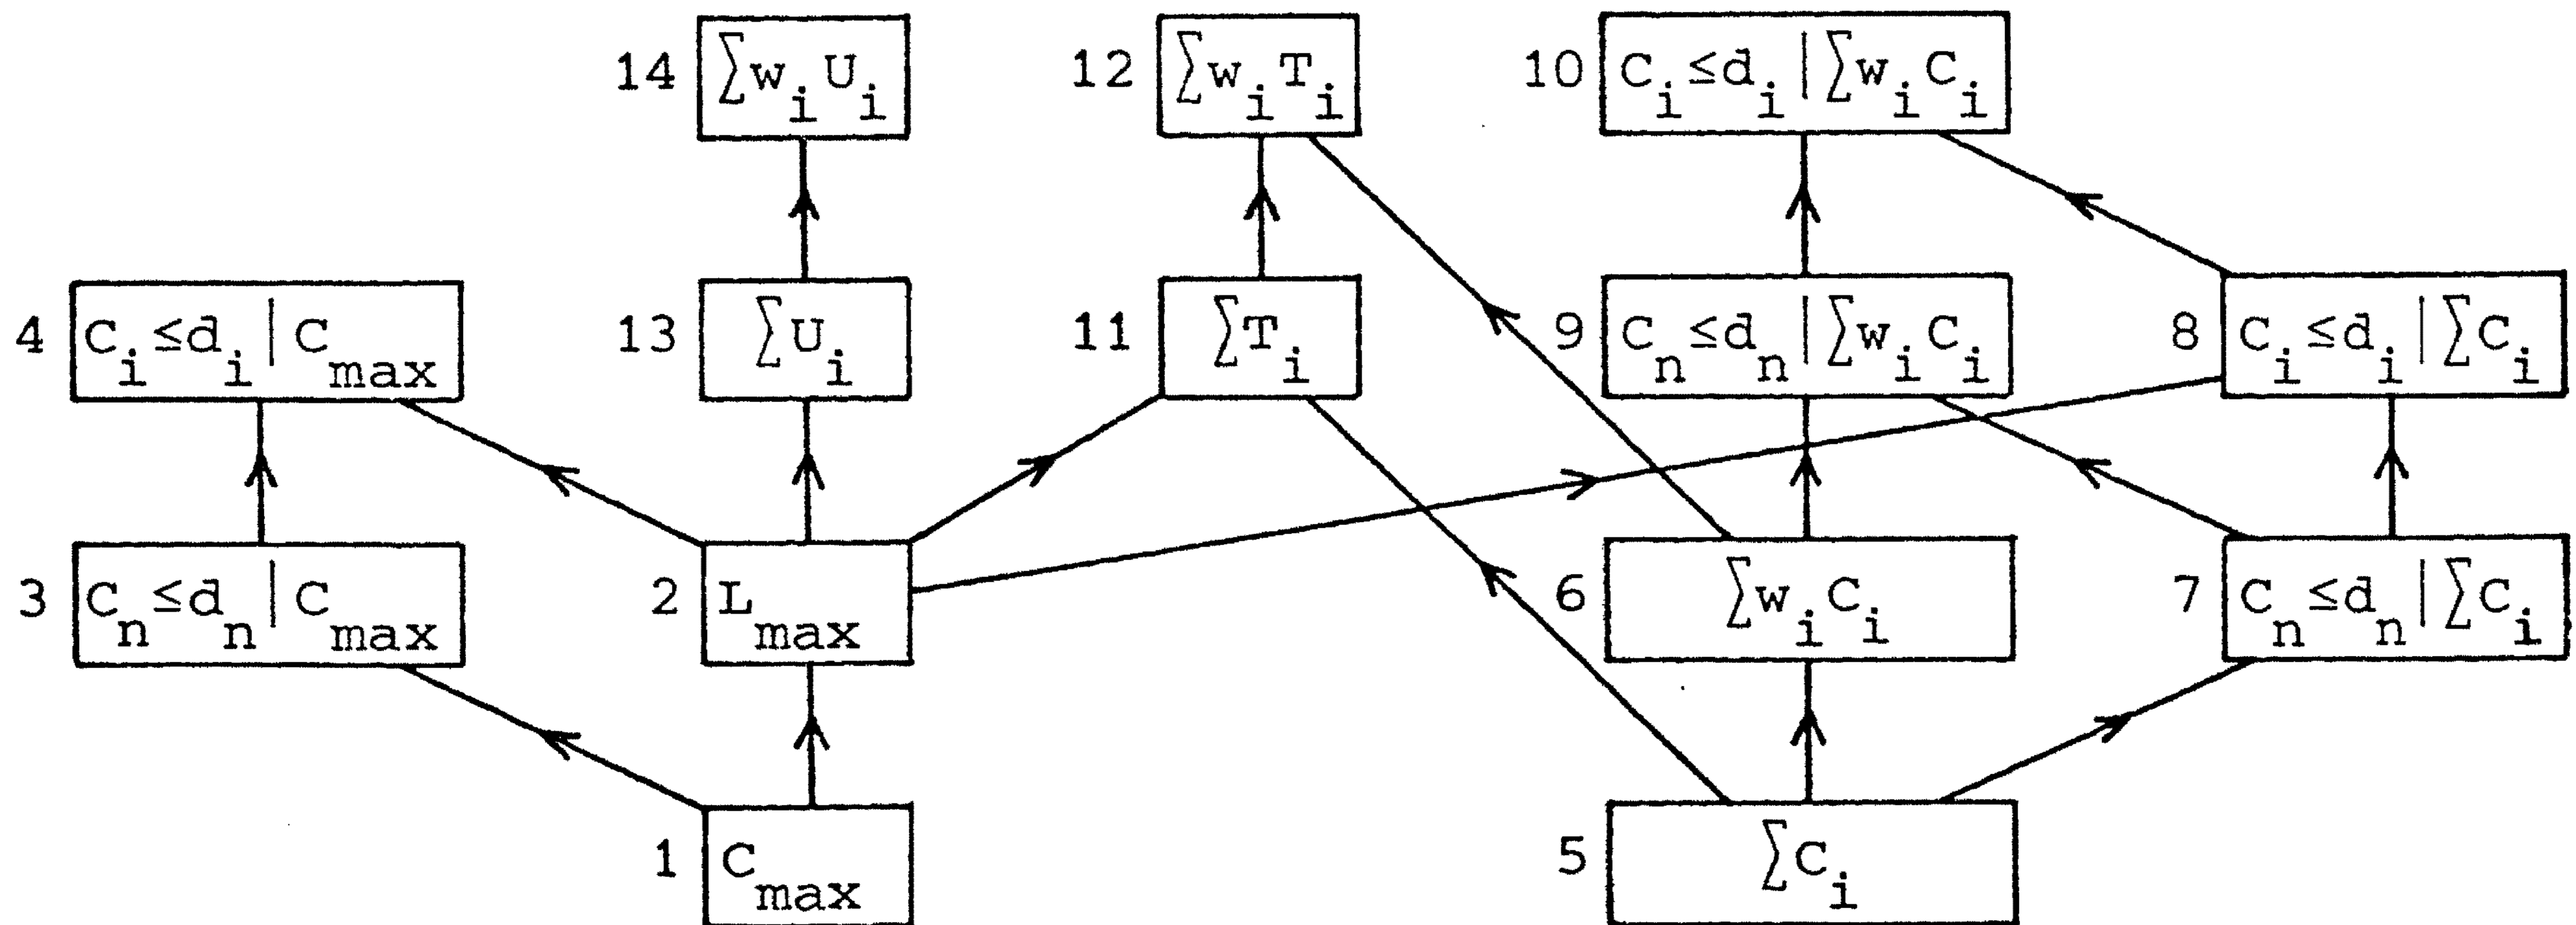 14 ∑w_i U_i
12 ∑w_i T_i
10 C_i≤d_i|∑w_i C_i
4 C_i≤d_i|C_max
13 ∑U_i
11 ∑T_i
9 C_n≤d_n|∑w_i C_i
8 C_i≤d_i|∑C_i
3 C_n≤d_n|C_max
2 L_max
6 ∑w_i C_i
7 C_n≤d_n|∑C_i
1 C_max
5 ∑C_i